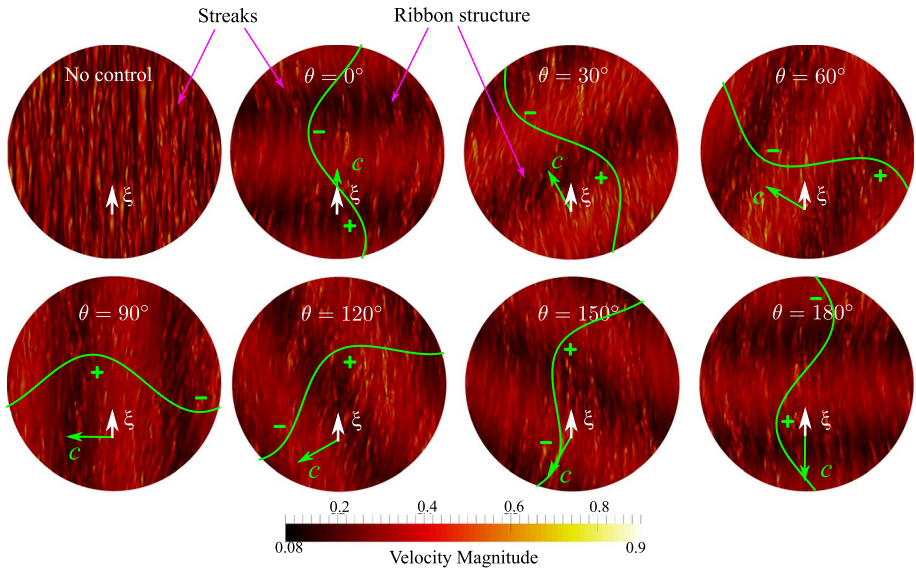 Streaks
Ribbon structure
No control
θ = 0°
θ = 30°
θ = 60°
− c ξ +
− c + ξ
− c ξ +
θ = 90°
θ = 120°
θ = 150°
θ = 180°
+ − ξ c
+ − ξ c
+ − ξ c
− + ξ c
ξ
0.2 0.4 0.6 0.8
0.08 0.9
Velocity Magnitude